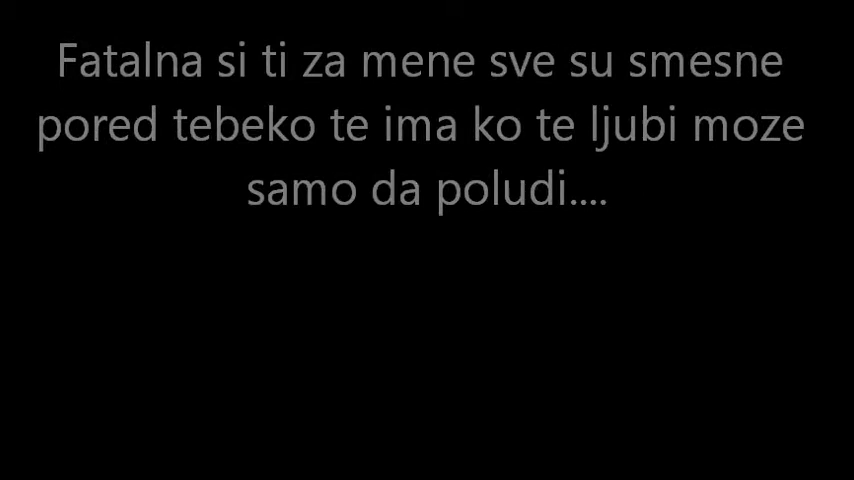 Fatalna si ti za mene sve su smesne
pored tebeko te ima ko te ljubi moze
samo da poludi....